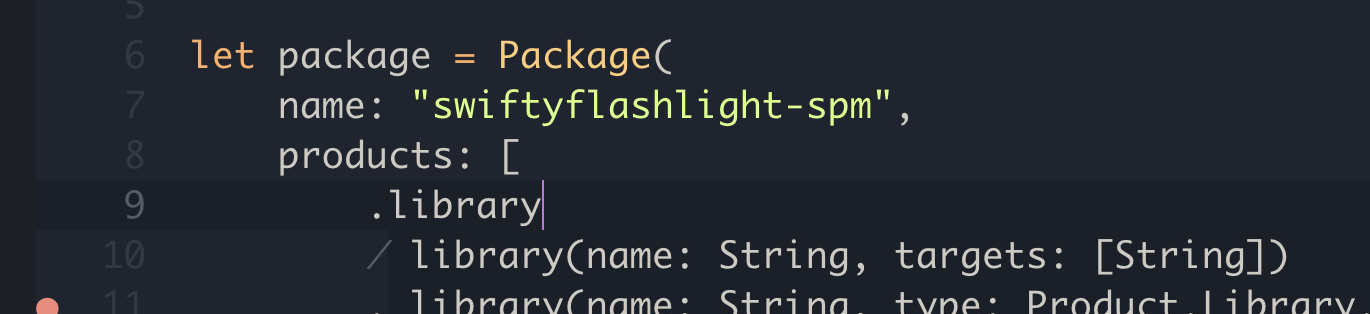 5
6 let package = Package(
7 name: "swiftyflashlight-spm",
8 products: [
9 .library
10 / library(name: String, targets: [String])
11 library(name: String, type: Product.Library